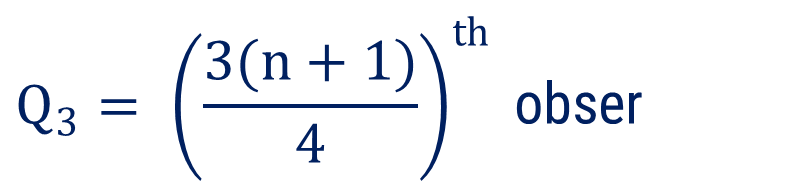 Q₃ = (3(n + 1)/4)ᵗʰ obser